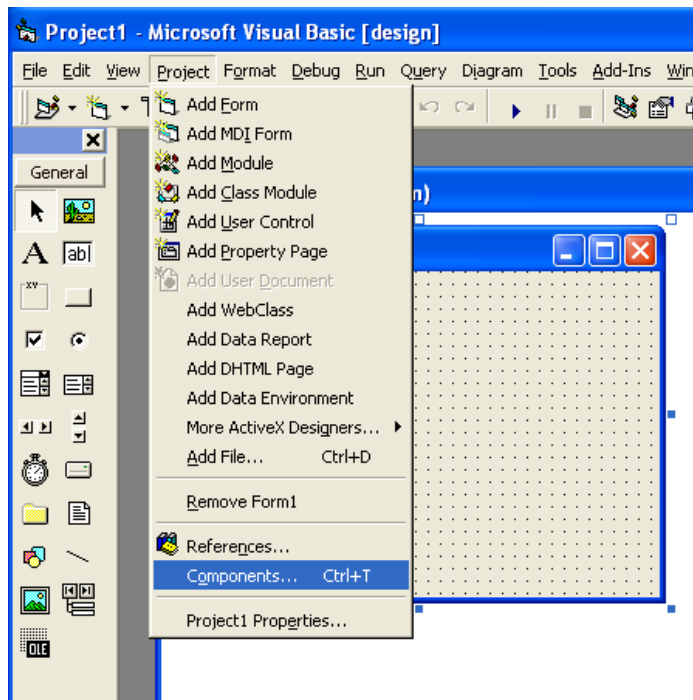 Project1 - Microsoft Visual Basic [design]
File Edit View Project Format Debug Run Query Diagram Tools Add-Ins Win
General
Add Form
Add MDI Form
Add Module
Add Class Module
Add User Control
Add Property Page
Add User Document
Add WebClass
Add Data Report
Add DHTML Page
Add Data Environment
More ActiveX Designers...
Add File... Ctrl+D
Remove Form1
References...
Components... Ctrl+T
Project1 Properties...
m)
A
ab
xy
OLE